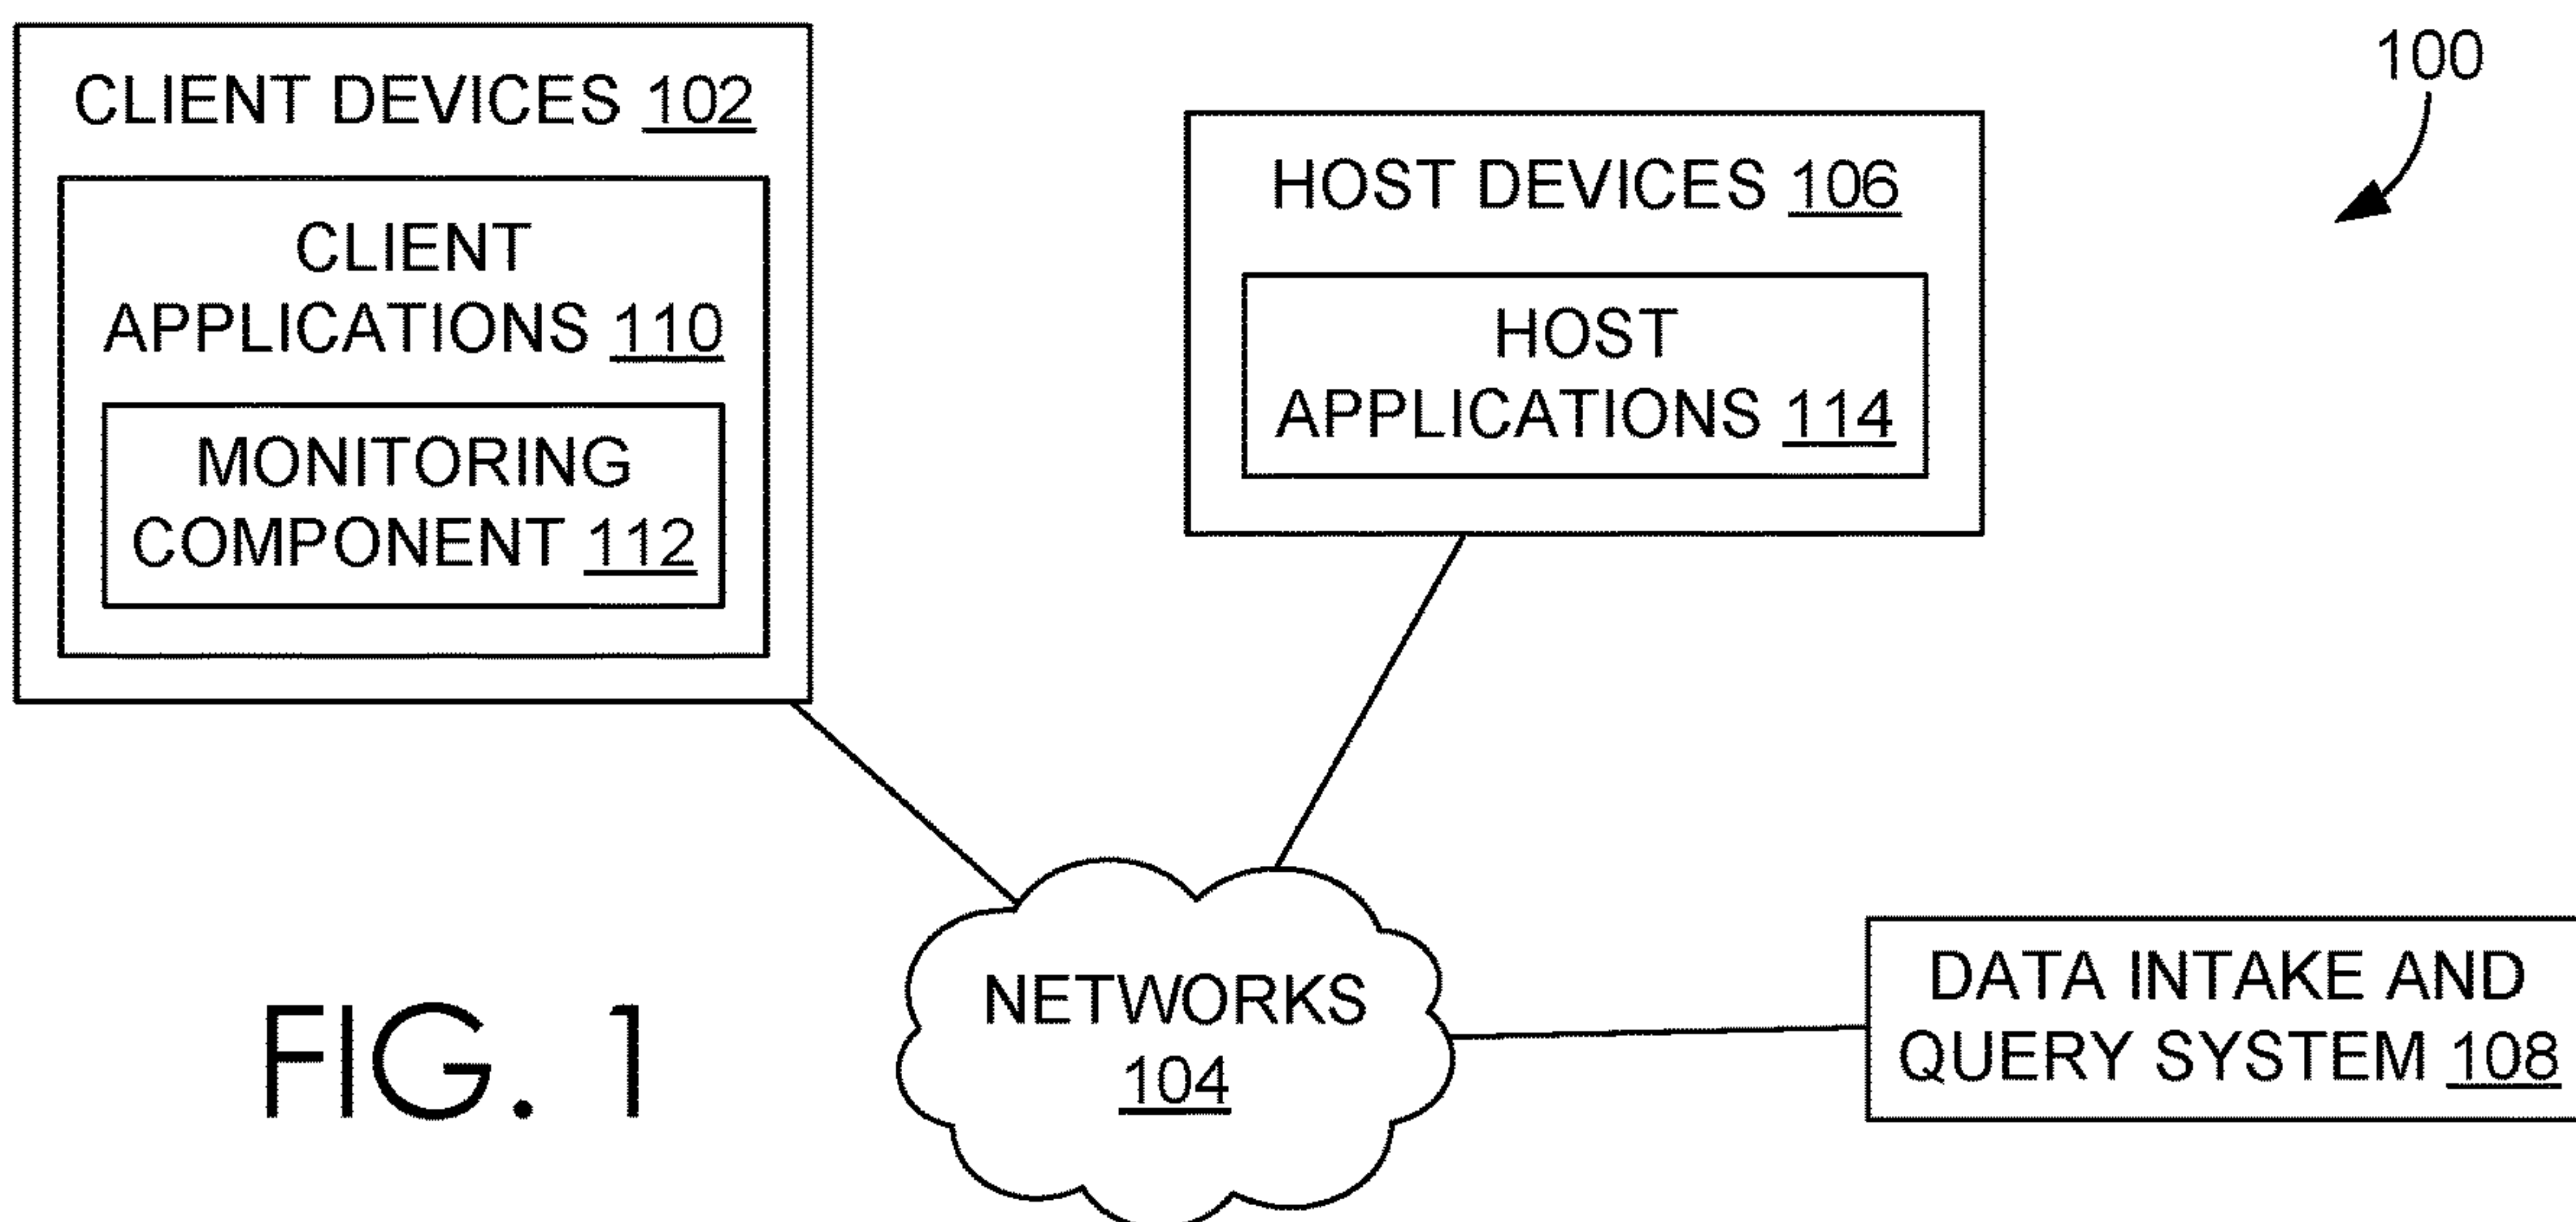 100
CLIENT DEVICES 102
CLIENT
APPLICATIONS 110
MONITORING
COMPONENT 112
HOST DEVICES 106
HOST
APPLICATIONS 114
NETWORKS
104
DATA INTAKE AND
QUERY SYSTEM 108
FIG. 1